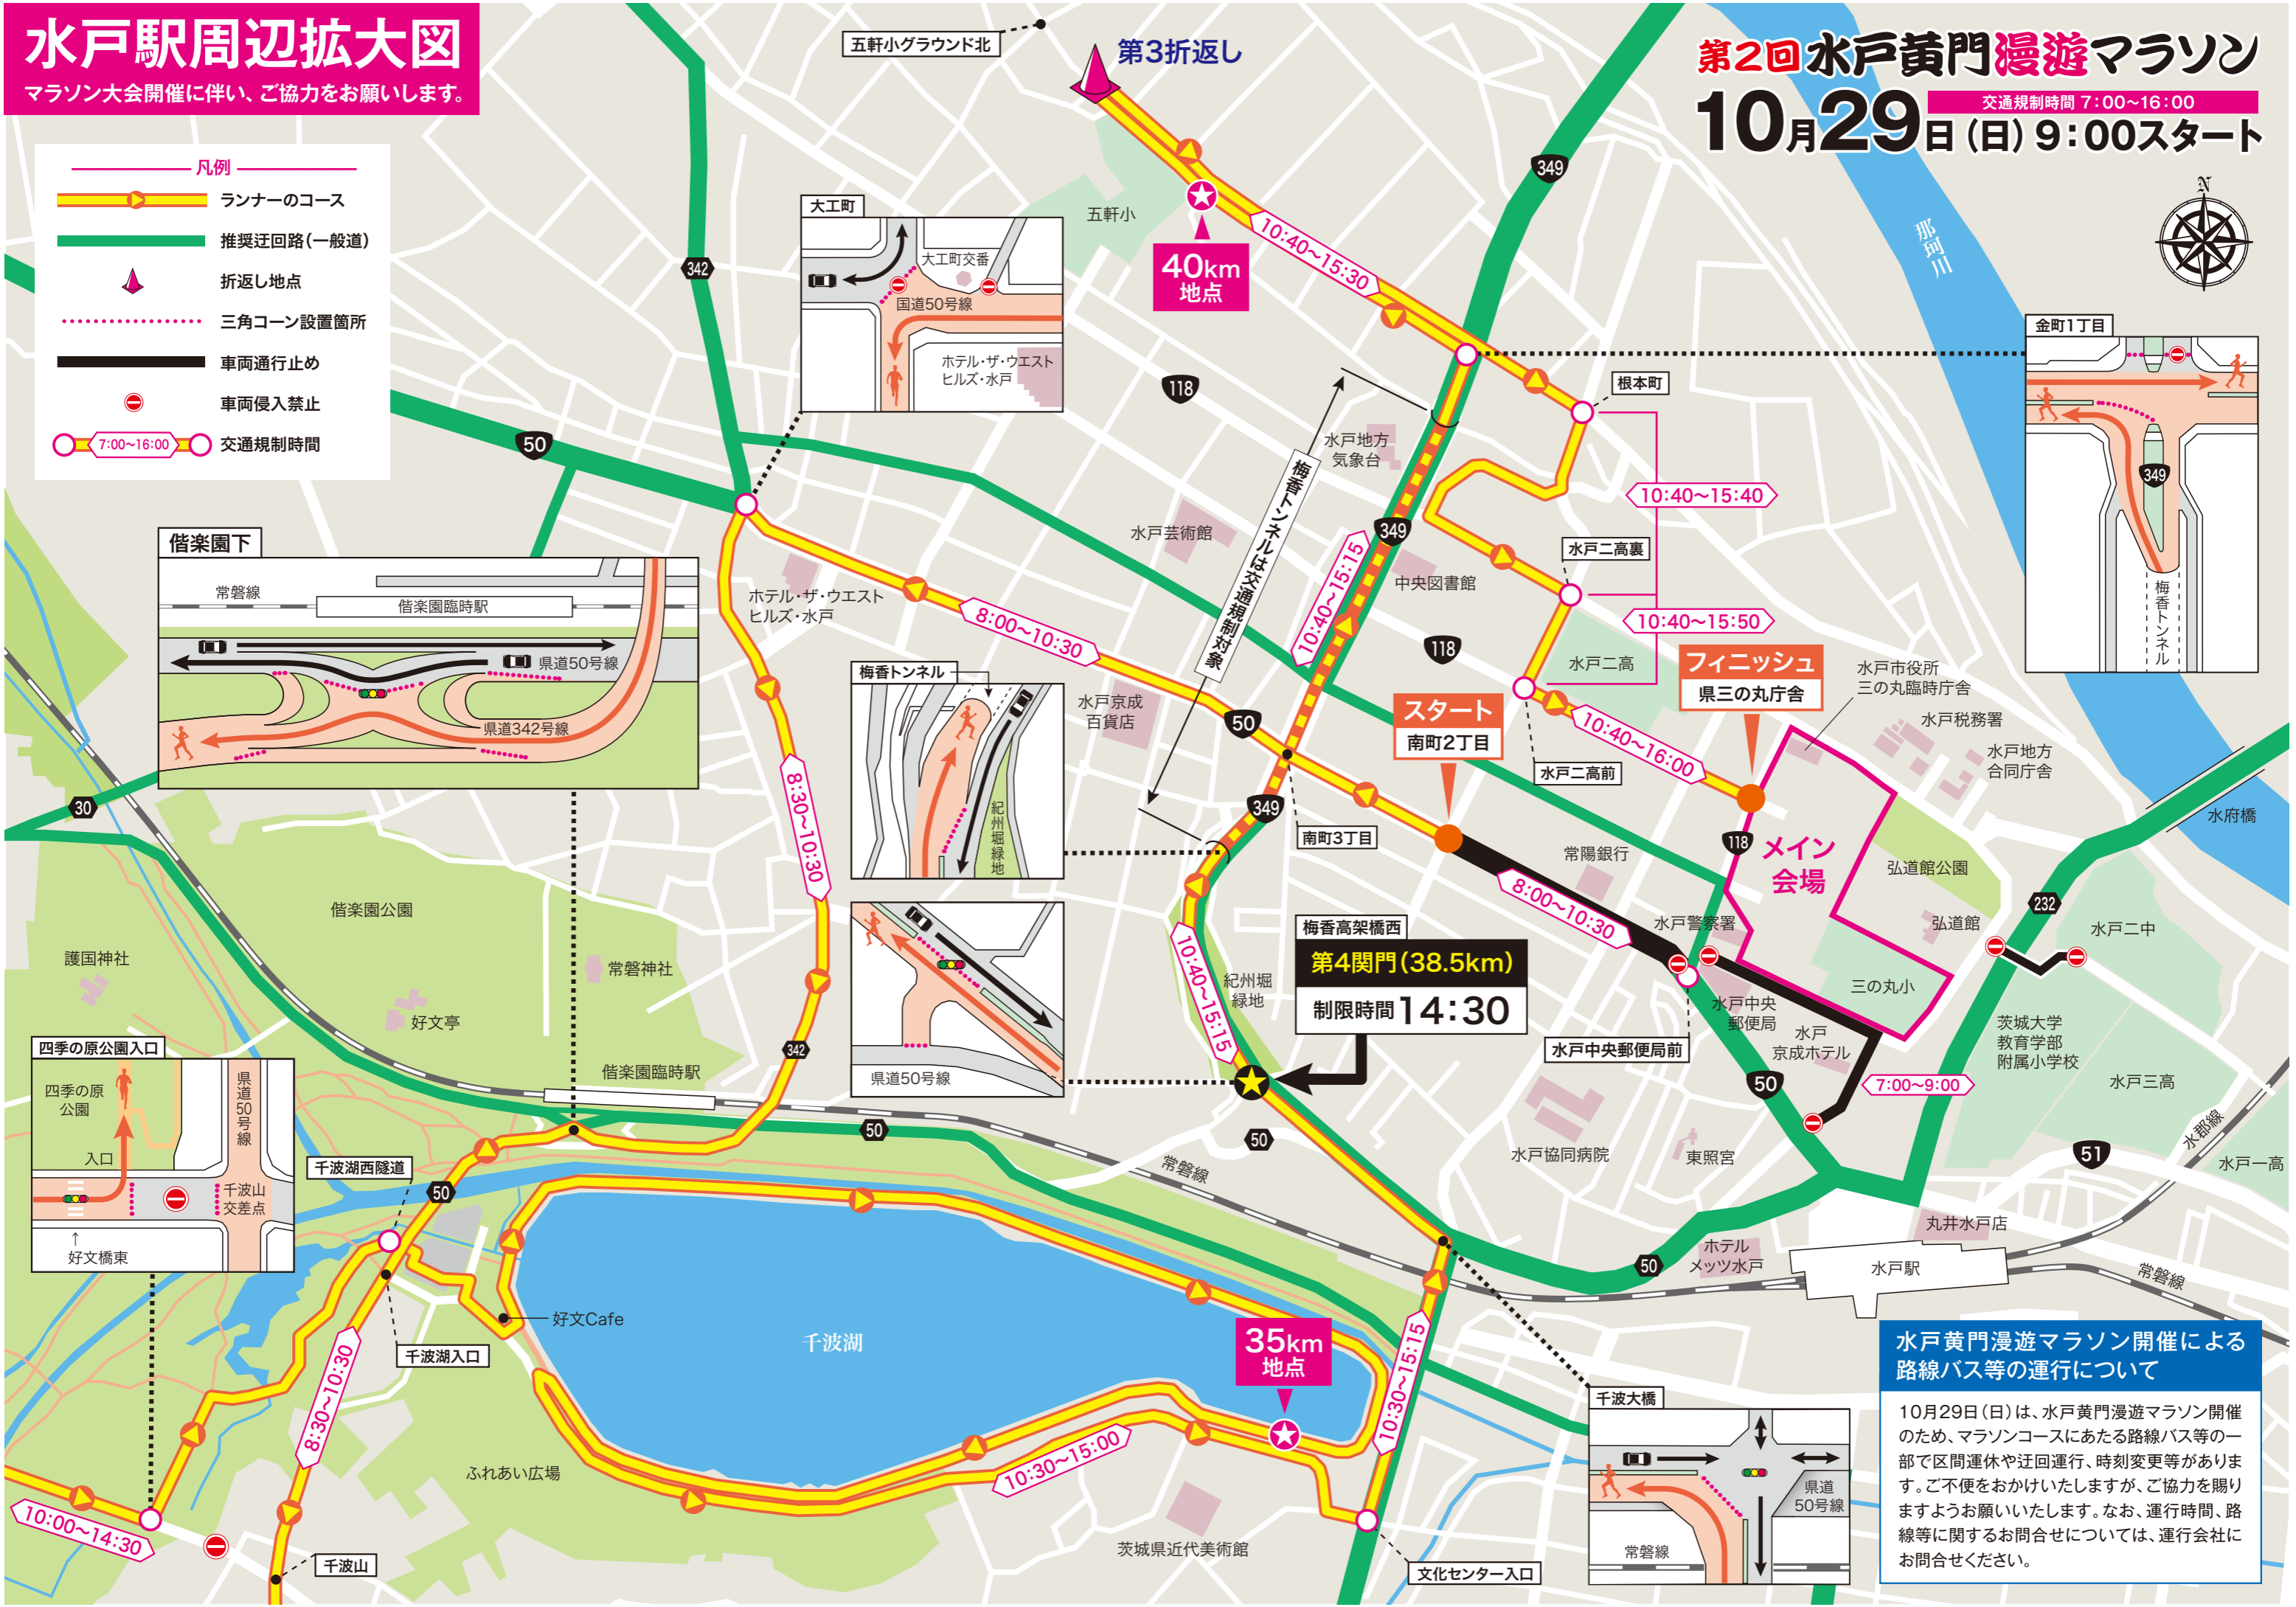 水戸駅周辺拡大図
マラソン大会開催に伴い、ご協力をお願いします。
第2回水戸黄門漫遊マラソン
交通規制時間 7:00〜16:00
10月29日(日)9:00スタート
凡例
ランナーのコース
推奨迂回路(一般道)
折返し地点
三角コーン設置箇所
車両通行止め
車両侵入禁止
7:00〜16:00
交通規制時間
五軒小グラウンド北
第3折返し
五軒小
40km
地点
10:40〜15:30
349
那珂川
N
342
大工町
大工町交番
国道50号線
ホテル・ザ・ウエスト
ヒルズ・水戸
118
50
金町1丁目
349
梅香トンネル
根本町
水戸地方
気象台
梅香トンネルは交通規制対象
10:40〜15:40
水戸芸術館
349
10:40〜15:15
中央図書館
水戸二高裏
10:40〜15:50
118
水戸二高
ホテル・ザ・ウエスト
ヒルズ・水戸
8:00〜10:30
偕楽園下
常磐線
偕楽園臨時駅
県道50号線
県道342号線
梅香トンネル
紀州堀緑地
水戸京成
百貨店
50
スタート
南町2丁目
フィニッシュ
県三の丸庁舎
水戸市役所
三の丸臨時庁舎
水戸税務署
水戸地方
合同庁舎
水戸二高前
10:40〜16:00
水府橋
30
8:30〜10:30
349
南町3丁目
常陽銀行
118
メイン
会場
弘道館公園
8:00〜10:30
水戸警察署
弘道館
232
水戸二中
偕楽園公園
護国神社
常磐神社
好文亭
342
偕楽園臨時駅
県道50号線
10:40〜15:15
紀州堀
緑地
梅香高架橋西
第4関門(38.5km)
制限時間14:30
水戸中央
郵便局
水戸
京成ホテル
水戸中央郵便局前
三の丸小
茨城大学
教育学部
附属小学校
7:00〜9:00
水戸三高
50
51
水郡線
水戸一高
水戸協同病院
東照宮
四季の原公園入口
四季の原
公園
県道50号線
入口
千波山
交差点
↑
好文橋東
50
50
常磐線
千波湖西隧道
50
丸井水戸店
ホテル
メッツ水戸
50
水戸駅
常磐線
好文Cafe
千波湖
千波湖入口
35km
地点
8:30〜10:30
10:30〜15:15
10:30〜15:00
ふれあい広場
10:00〜14:30
千波山
茨城県近代美術館
文化センター入口
千波大橋
県道
50号線
常磐線
水戸黄門漫遊マラソン開催による
路線バス等の運行について
10月29日(日)は、水戸黄門漫遊マラソン開催
のため、マラソンコースにあたる路線バス等の一
部で区間運休や迂回運行、時刻変更等がありま
す。ご不便をおかけいたしますが、ご協力を賜り
ますようお願いいたします。なお、運行時間、路
線等に関するお問合せについては、運行会社に
お問合せください。